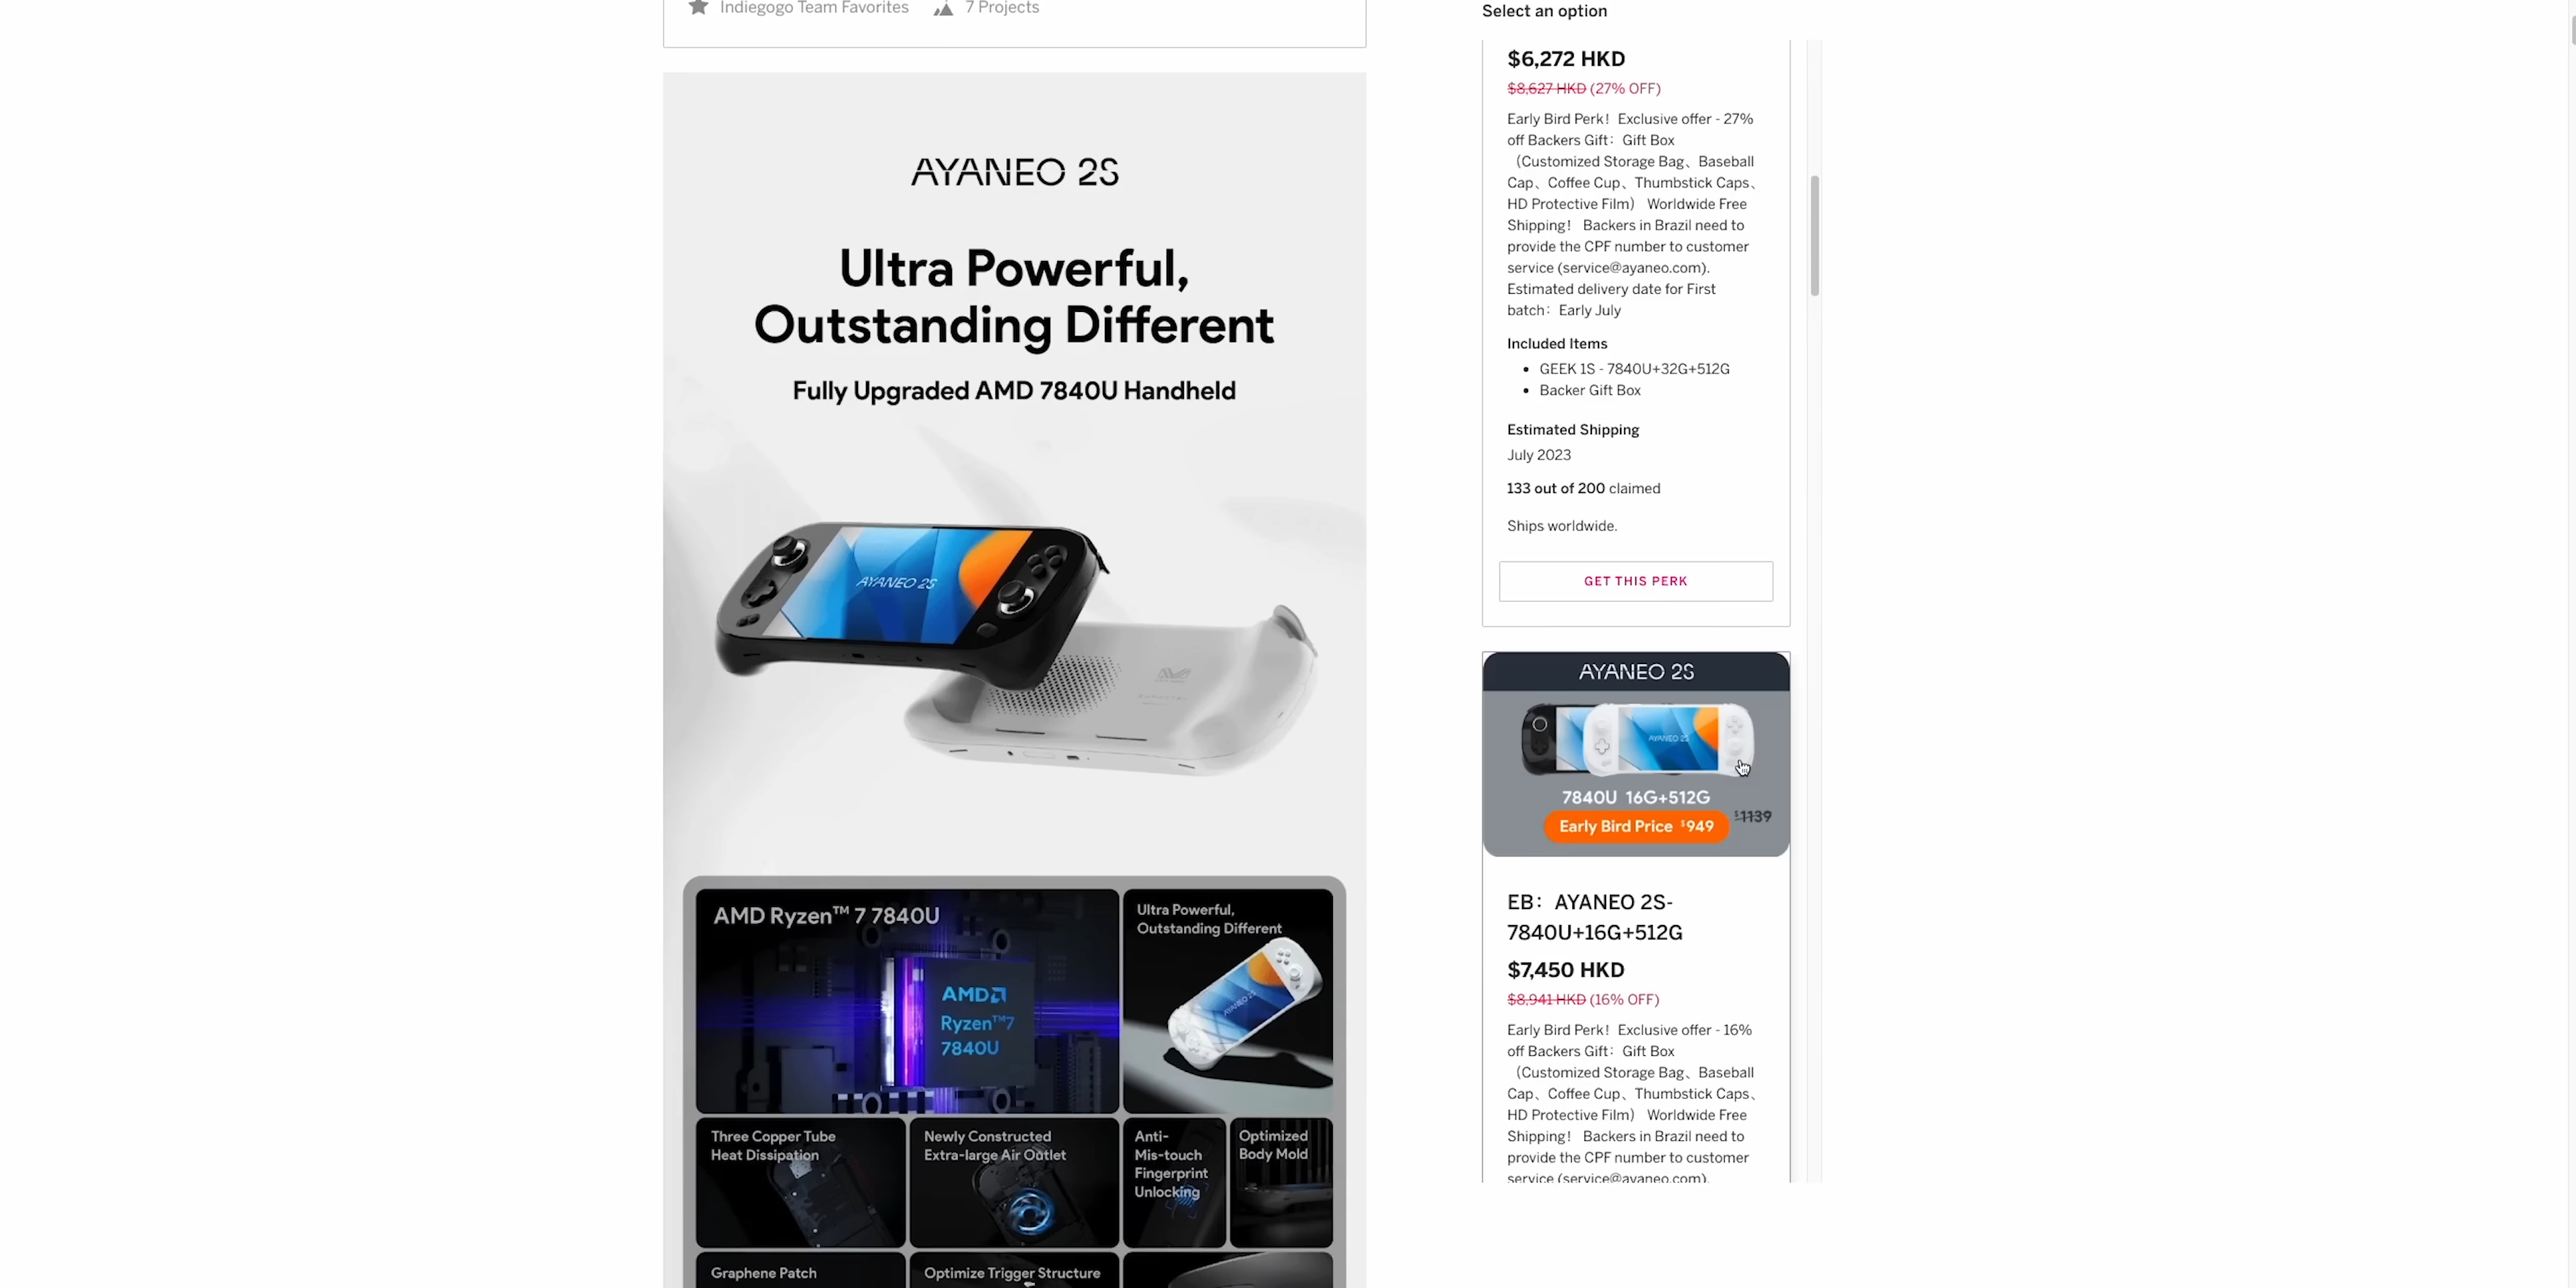 Indiegogo Team Favorites 7 Projects
AYANEO 2S
Ultra Powerful,
Outstanding Different
Fully Upgraded AMD 7840U Handheld
AYANEO 2S
AMD Ryzen™ 7 7840U
AMD
Ryzen™7
7840U
Ultra Powerful,
Outstanding Different
AYANEO 2S
Three Copper Tube
Heat Dissipation
Newly Constructed
Extra-large Air Outlet
Anti-
Mis-touch
Fingerprint
Unlocking
Optimized
Body Mold
Graphene Patch
Optimize Trigger Structure
Select an option
$6,272 HKD
$8,627 HKD (27% OFF)
Early Bird Perk！Exclusive offer - 27%
off Backers Gift：Gift Box
（Customized Storage Bag、Baseball
Cap、Coffee Cup、Thumbstick Caps、
HD Protective Film） Worldwide Free
Shipping！ Backers in Brazil need to
provide the CPF number to customer
service (service@ayaneo.com).
Estimated delivery date for First
batch：Early July
Included Items
• GEEK 1S - 7840U+32G+512G
• Backer Gift Box
Estimated Shipping
July 2023
133 out of 200 claimed
Ships worldwide.
GET THIS PERK
AYANEO 2S
AYANEO 2S
7840U 16G+512G
Early Bird Price $949 $1139
EB：AYANEO 2S-
7840U+16G+512G
$7,450 HKD
$8,941 HKD (16% OFF)
Early Bird Perk！Exclusive offer - 16%
off Backers Gift：Gift Box
（Customized Storage Bag、Baseball
Cap、Coffee Cup、Thumbstick Caps、
HD Protective Film） Worldwide Free
Shipping！ Backers in Brazil need to
provide the CPF number to customer
service (service@ayaneo.com).